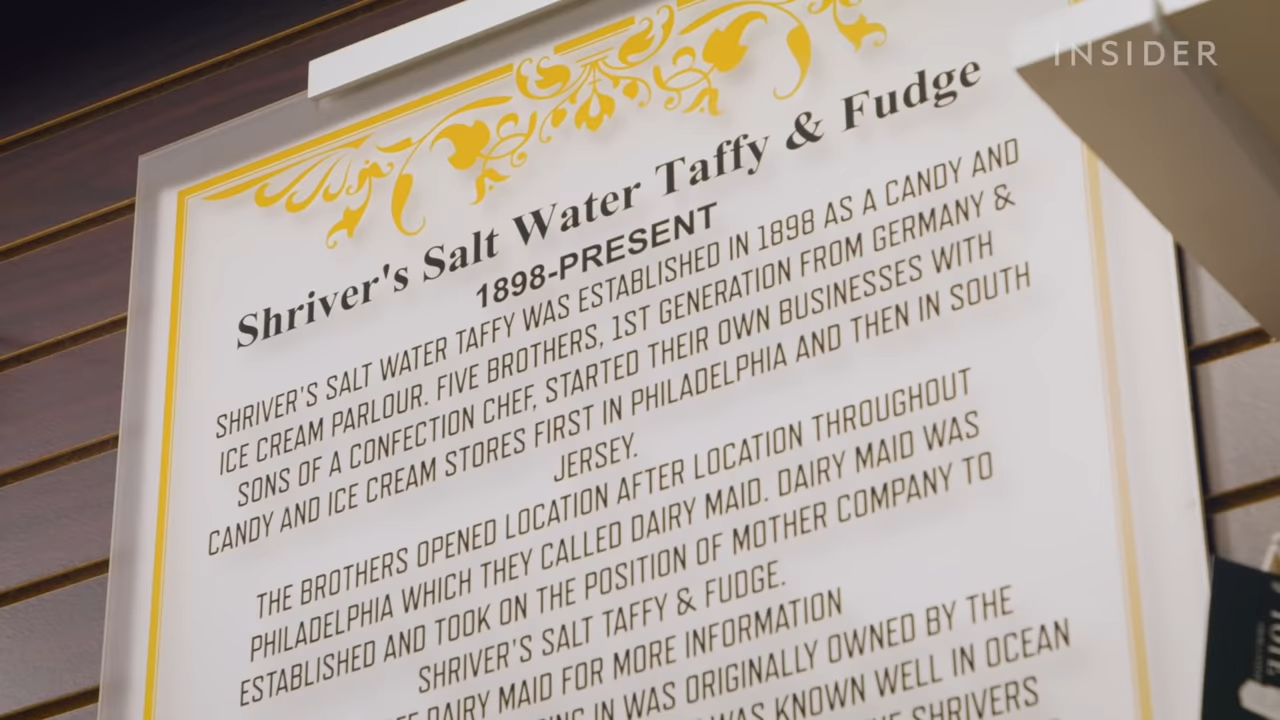 INSIDER
Shriver's Salt Water Taffy & Fudge
1898-PRESENT
SHRIVER'S SALT WATER TAFFY WAS ESTABLISHED IN 1898 AS A CANDY AND
ICE CREAM PARLOUR. FIVE BROTHERS, 1ST GENERATION FROM GERMANY &
SONS OF A CONFECTION CHEF, STARTED THEIR OWN BUSINESSES WITH
CANDY AND ICE CREAM STORES FIRST IN PHILADELPHIA AND THEN IN SOUTH
JERSEY.
THE BROTHERS OPENED LOCATION AFTER LOCATION THROUGHOUT
PHILADELPHIA WHICH THEY CALLED DAIRY MAID. DAIRY MAID WAS
ESTABLISHED AND TOOK ON THE POSITION OF MOTHER COMPANY TO
SHRIVER'S SALT TAFFY & FUDGE.
DAIRY MAID FOR MORE INFORMATION
IN WAS ORIGINALLY OWNED BY THE
WAS KNOWN WELL IN OCEAN
SHRIVERS